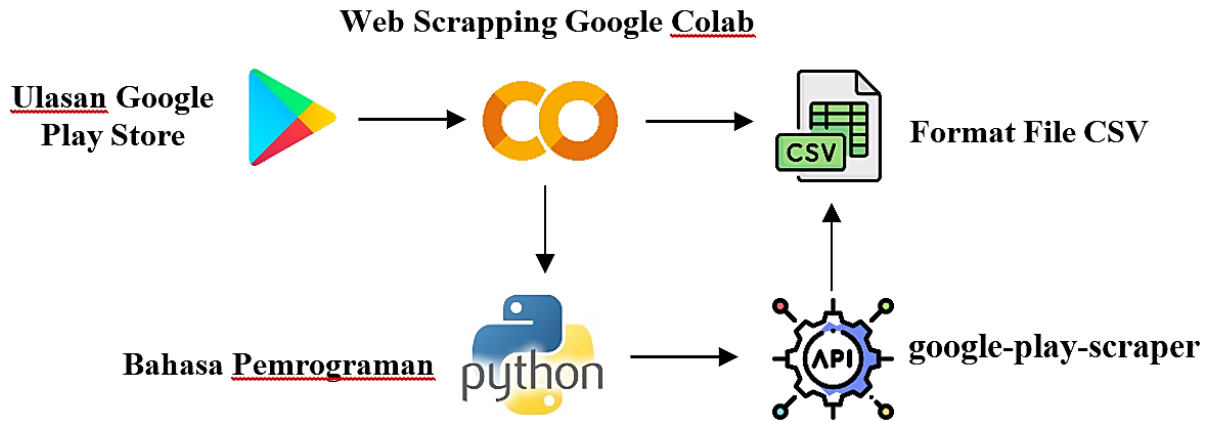 Web Scrapping Google Colab
Ulasan Google
Play Store
CSV
Format File CSV
Bahasa Pemrograman
python
API
google-play-scraper